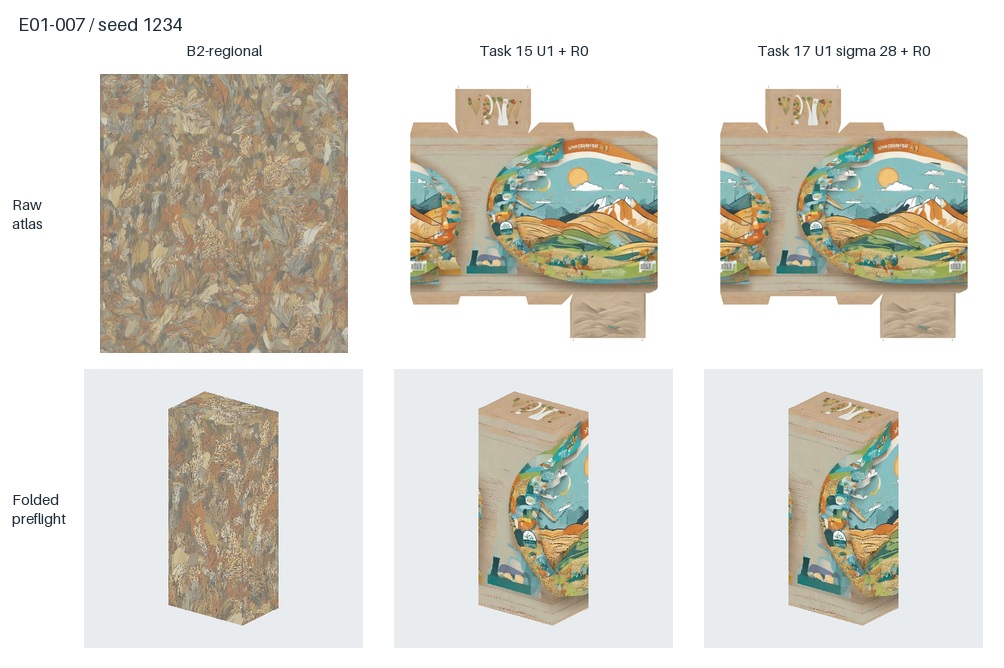 E01-007 / seed 1234
B2-regional
Task 15 U1 + R0
Task 17 U1 sigma 28 + R0
Raw
atlas
Folded
preflight